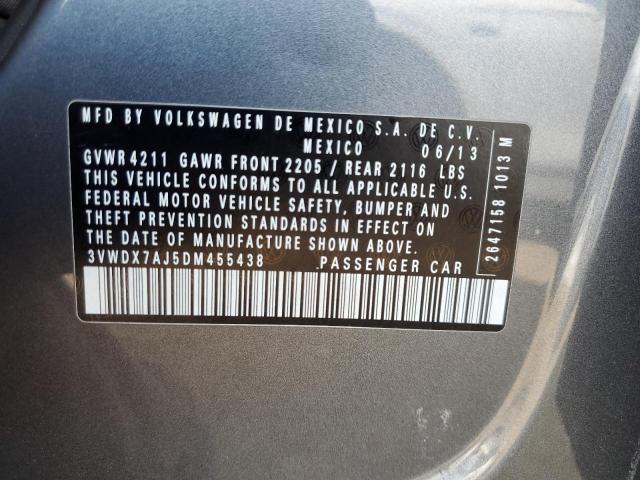 MFD BY VOLKSWAGEN DE MEXICO S.A. DE C.V.
MEXICO 06/13
GVWR 4211 GAWR FRONT 2205 / REAR 2116 LBS
THIS VEHICLE CONFORMS TO ALL APPLICABLE U.S.
FEDERAL MOTOR VEHICLE SAFETY, BUMPER AND
THEFT PREVENTION STANDARDS IN EFFECT ON
THE DATE OF MANUFACTURE SHOWN ABOVE.
3VWDX7AJ5DM455438 PASSENGER CAR
2647158 1013 M